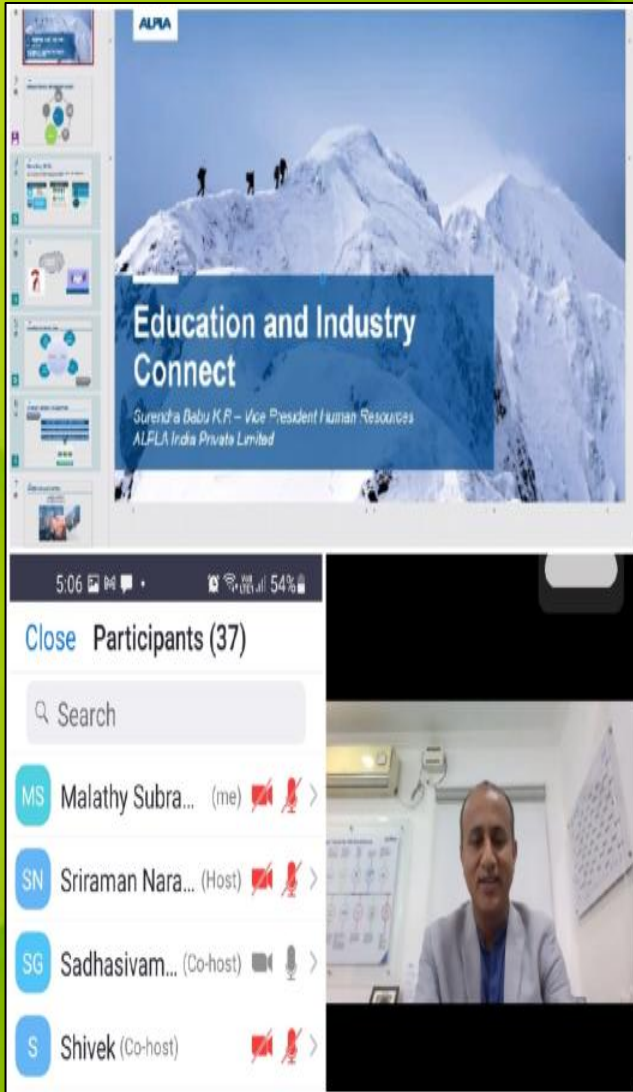 ALPLA
Education and Industry
Connect
Surendra Babu K.R – Vice President Human Resources
ALPLA India Private Limited
5:06
54%
Close Participants (37)
Search
MS Malathy Subra... (me)
SN Sriraman Nara... (Host)
SG Sadhasivam... (Co-host)
S Shivek (Co-host)